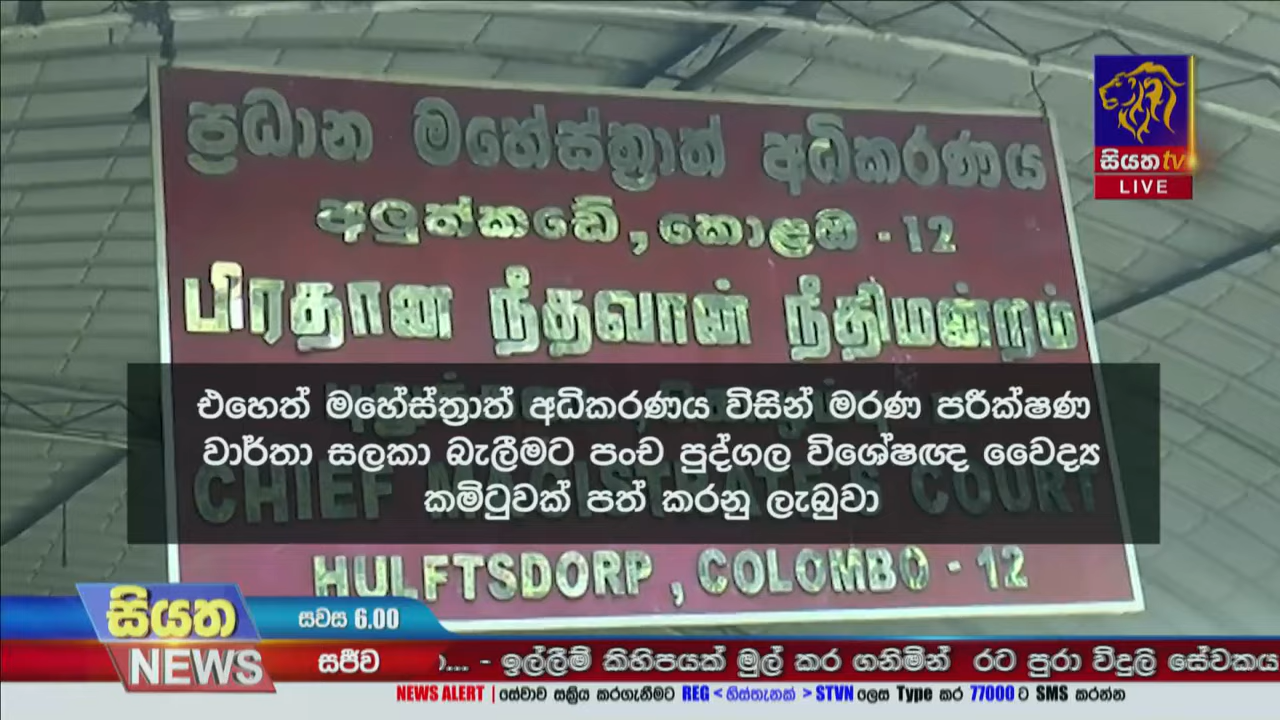 ප්‍රධාන මහේස්ත්‍රාත් අධිකරණය
අලුත්කඩේ, කොළඹ - 12
பிரதான நீதவான் நீதிமன்றம்
එහෙත් මහේස්ත්‍රාත් අධිකරණය විසින් මරණ පරීක්ෂණ
වාර්තා සලකා බැලීමට පංච පුද්ගල විශේෂඥ වෛද්‍ය
කමිටුවක් පත් කරනු ලැබුවා
CHIEF MAGISTRATE'S COURT
HULFTSDORP, COLOMBO - 12
සියත tv
LIVE
සියත
NEWS
සවස 6.00
සජීව
... - ඉල්ලීම් කිහිපයක් මුල් කර ගනිමින් රට පුරා විදුලි සේවකය
NEWS ALERT | සේවාව සක්‍රිය කරගැනීමට REG < හිස්තැනක් > STVN ලෙස Type කර 77000 ට SMS කරන්න